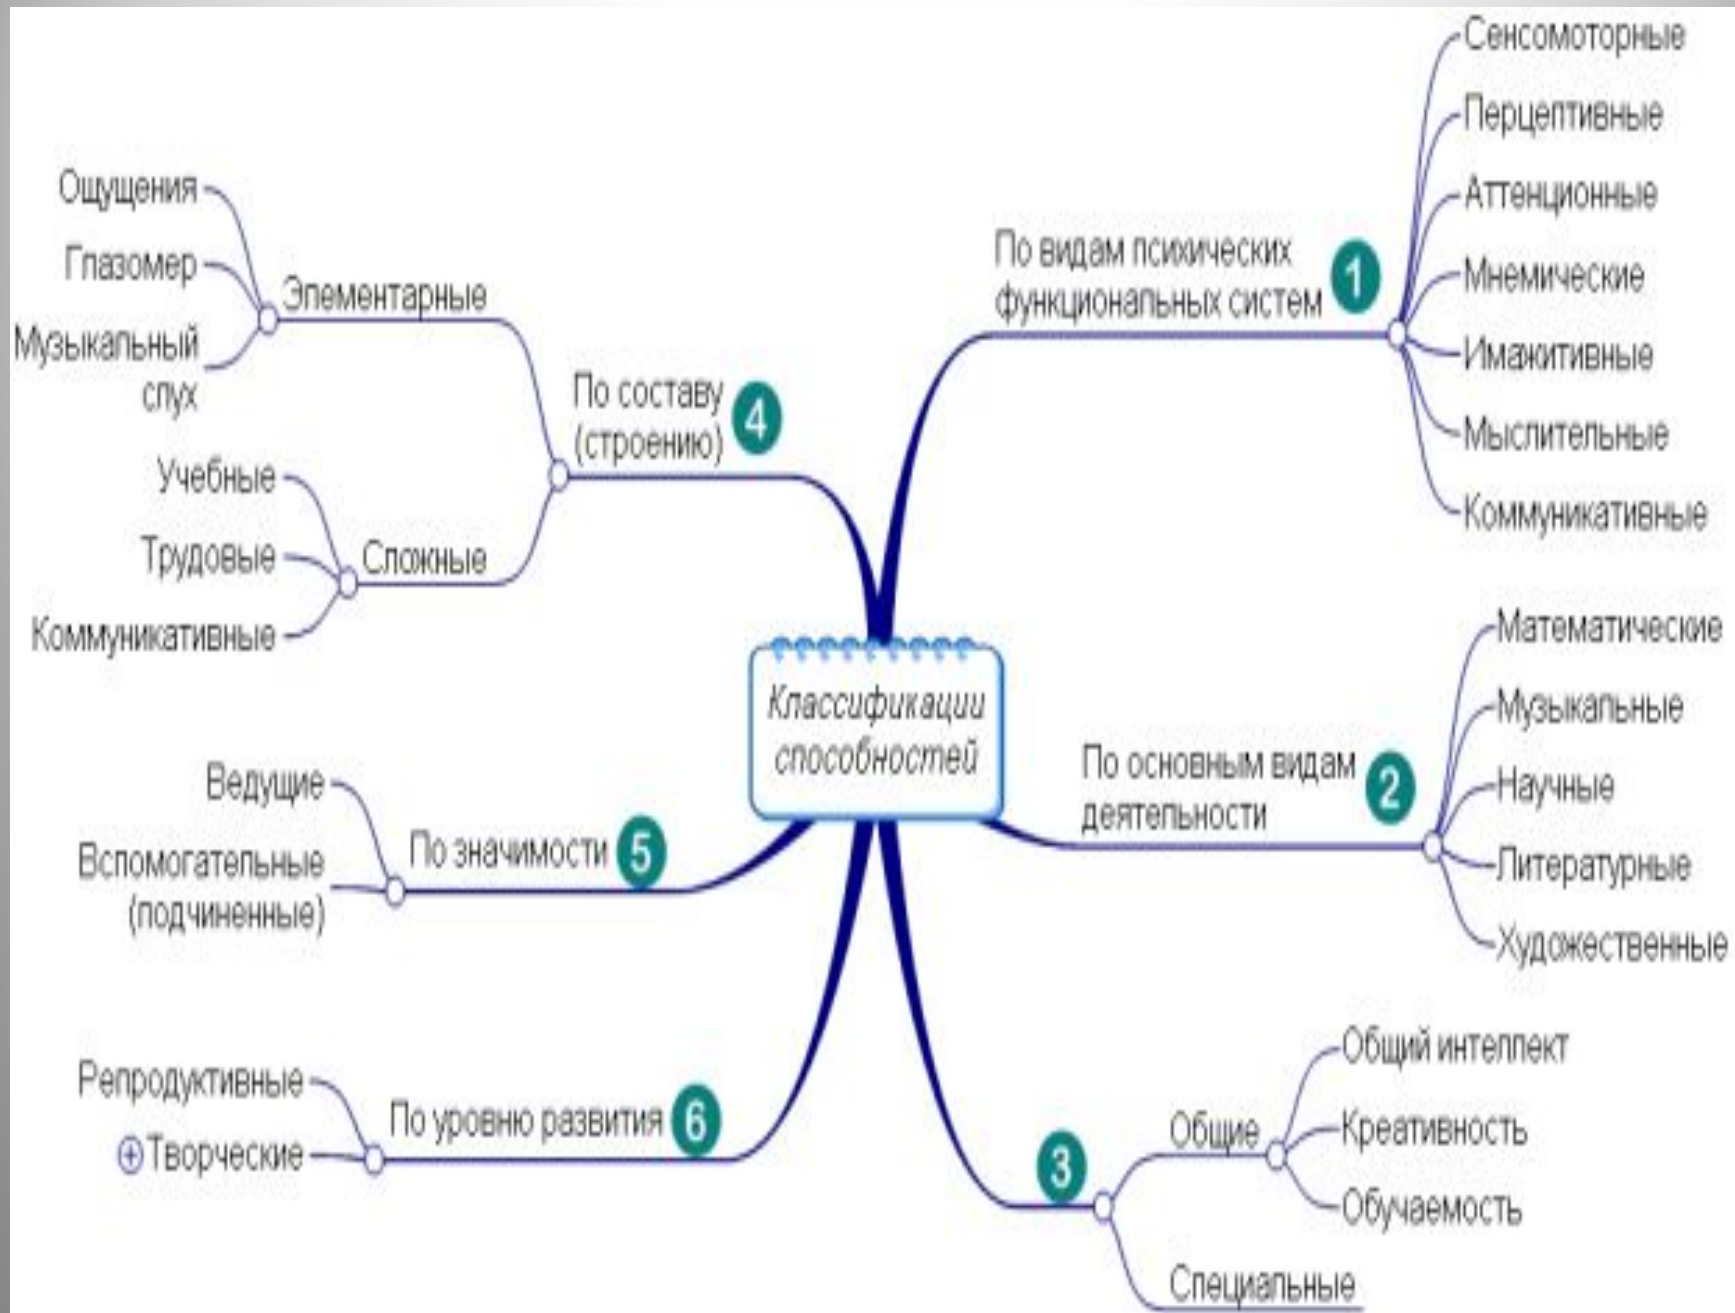 Классификации
способностей
По видам психических
функциональных систем
1
Сенсомоторные
Перцептивные
Аттенционные
Мнемические
Имажитивные
Мыслительные
Коммуникативные
По основным видам
деятельности
2
Математические
Музыкальные
Научные
Литературные
Художественные
3
Общие
Общий интеллект
Креативность
Обучаемость
Специальные
По составу
(строению)
4
Элементарные
Ощущения
Глазомер
Музыкальный
слух
Сложные
Учебные
Трудовые
Коммуникативные
По значимости
5
Ведущие
Вспомогательные
(подчиненные)
По уровню развития
6
Репродуктивные
Творческие